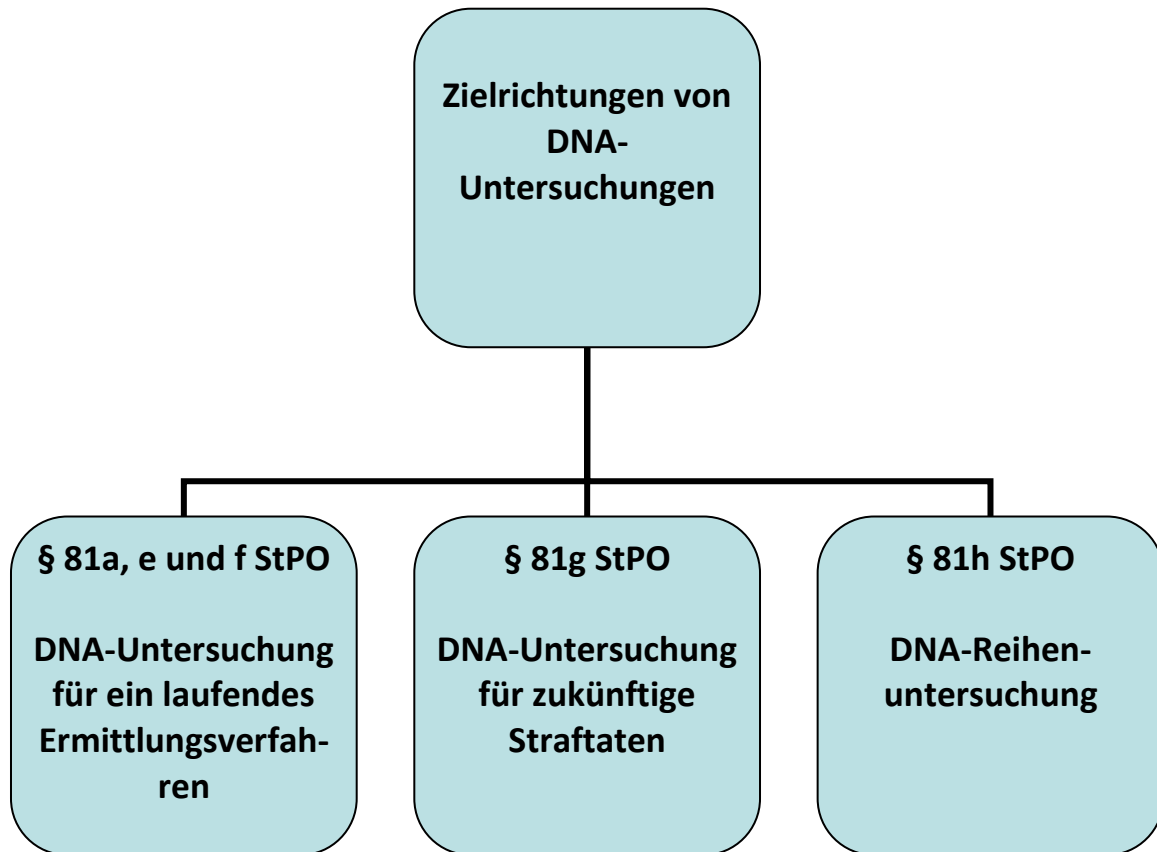 Zielrichtungen von
DNA-
Untersuchungen
§ 81a, e und f StPO
DNA-Untersuchung
für ein laufendes
Ermittlungsverfah-
ren
§ 81g StPO
DNA-Untersuchung
für zukünftige
Straftaten
§ 81h StPO
DNA-Reihen-
untersuchung